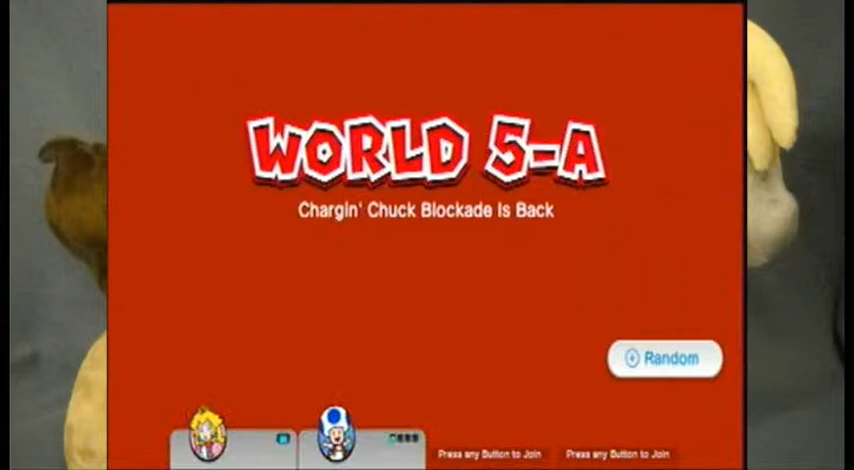 WORLD 5-A
Chargin' Chuck Blockade Is Back
Random
Press any Button to Join
Press any Button to Join